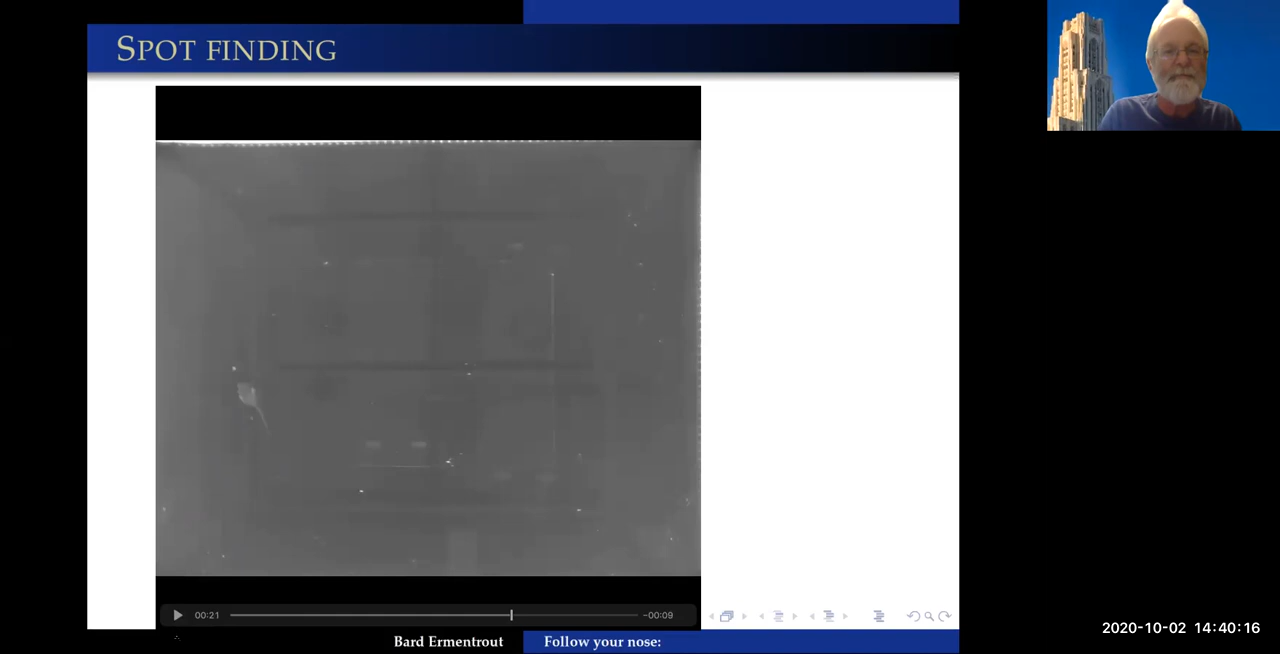 SPOT FINDING
00:21
-00:09
Bard Ermentrout
Follow your nose:
2020-10-02 14:40:16